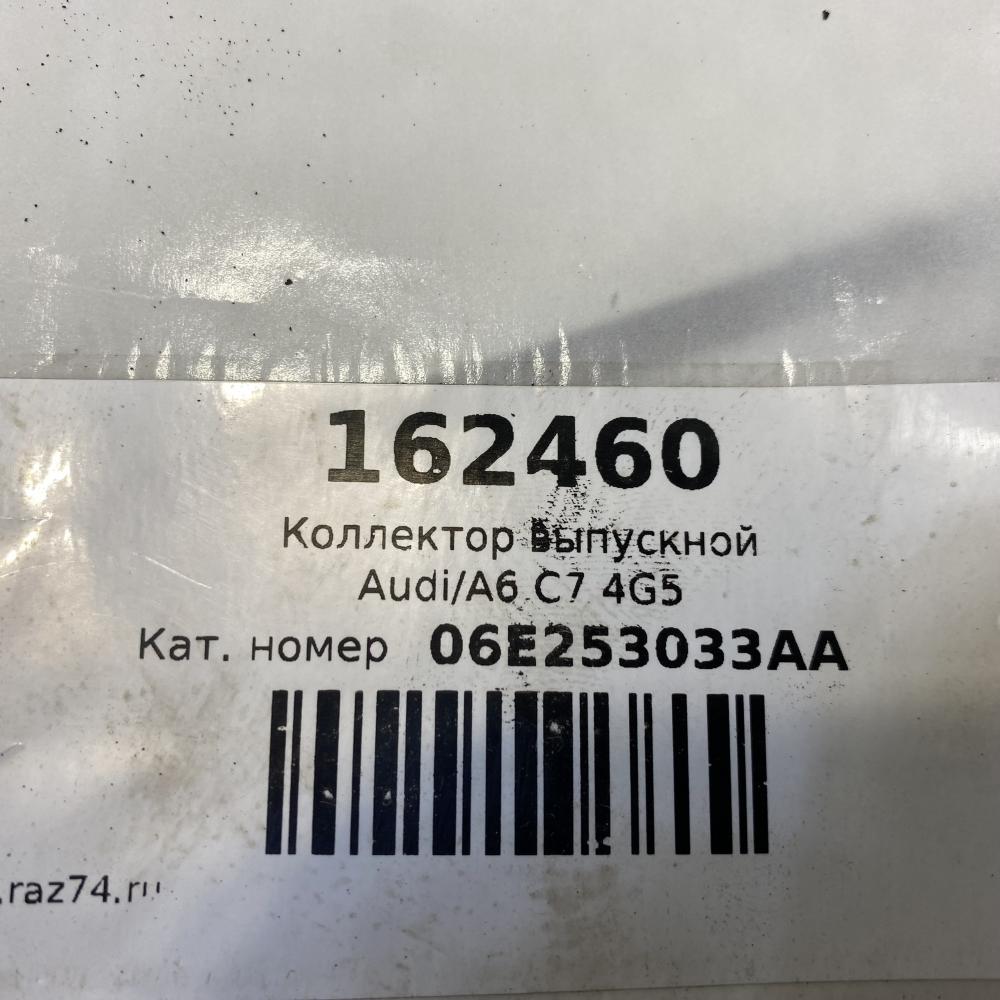 162460
Коллектор выпускной
Audi/A6 C7 4G5
Кат. номер 06E253033AA
.raz74.ru